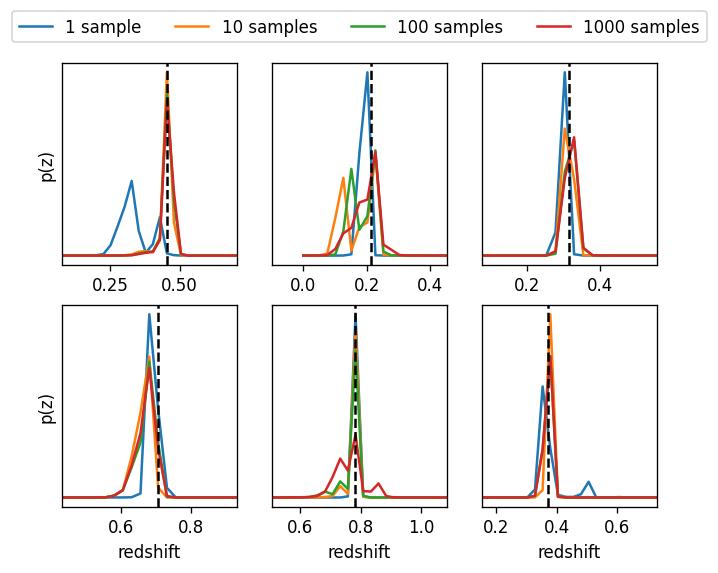 1 sample 10 samples 100 samples 1000 samples
p(z)
0.25 0.50 0.0 0.2 0.4 0.2 0.4
p(z)
0.6 0.8 0.6 0.8 1.0 0.2 0.4 0.6
redshift redshift redshift